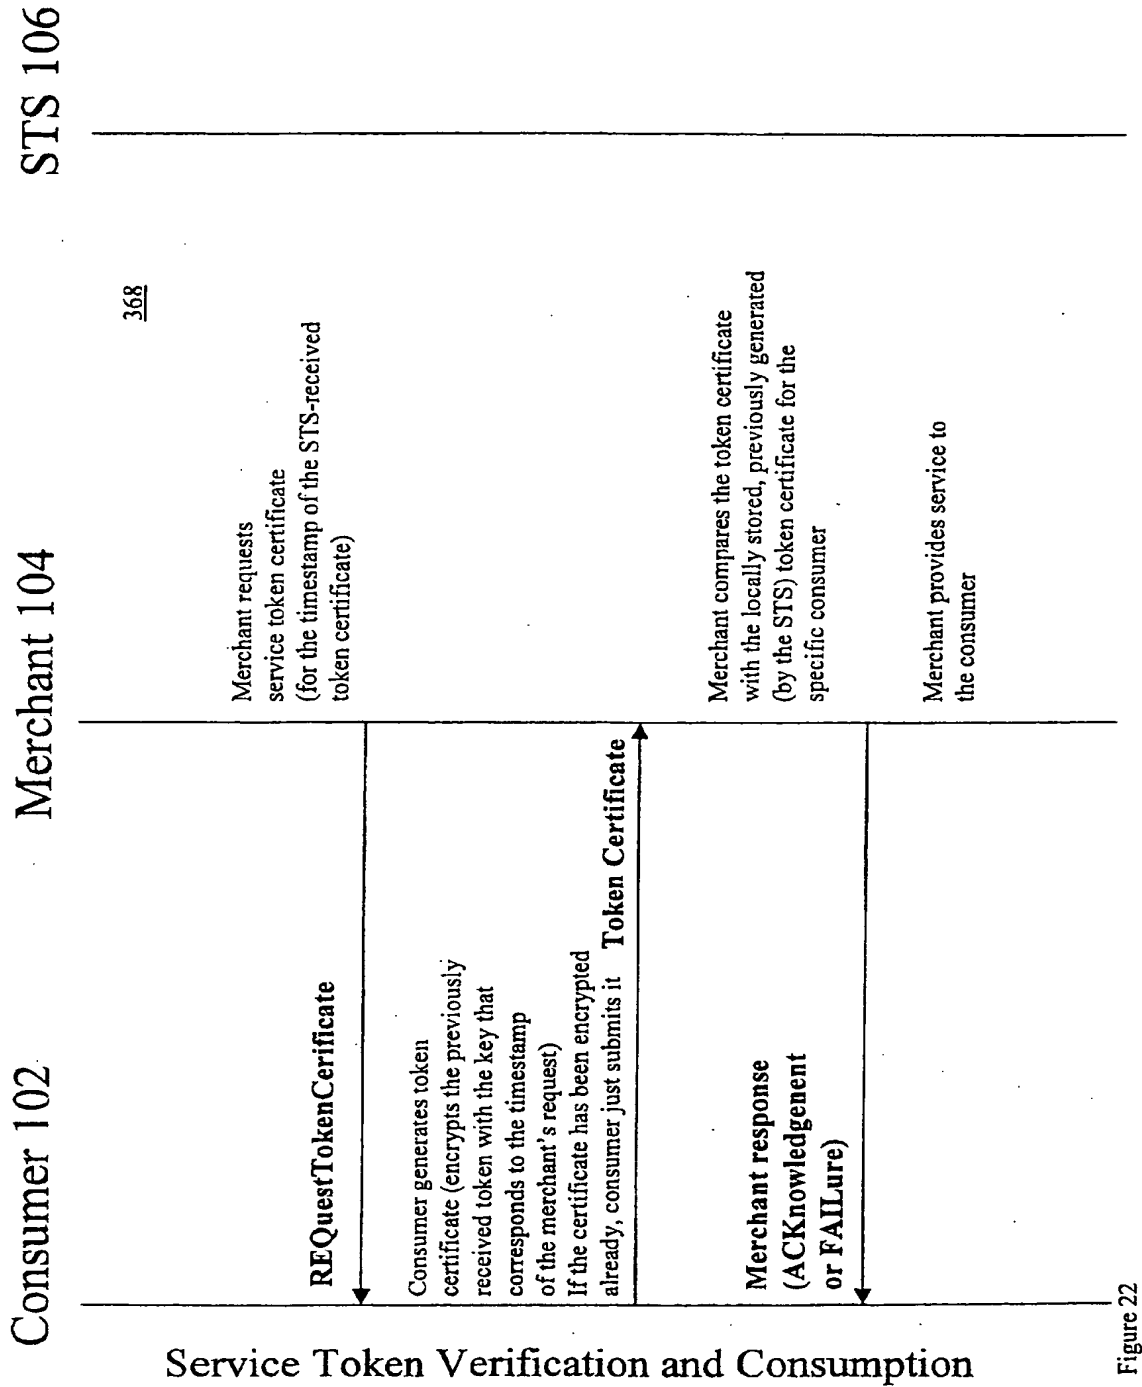 Service Token Verification and Consumption
Consumer 102
Merchant 104
STS 106
368
Merchant requests
service token certificate
(for the timestamp of the STS-received
token certificate)
REQuestTokenCerificate
Consumer generates token
certificate (encrypts the previously
received token with the key that
corresponds to the timestamp
of the merchant's request)
If the certificate has been encrypted
already, consumer just submits it
Token Certificate
Merchant compares the token certificate
with the locally stored, previously generated
(by the STS) token certificate for the
specific consumer
Merchant response
(ACKnowledgenent
or FAILure)
Merchant provides service to
the consumer
Figure 22